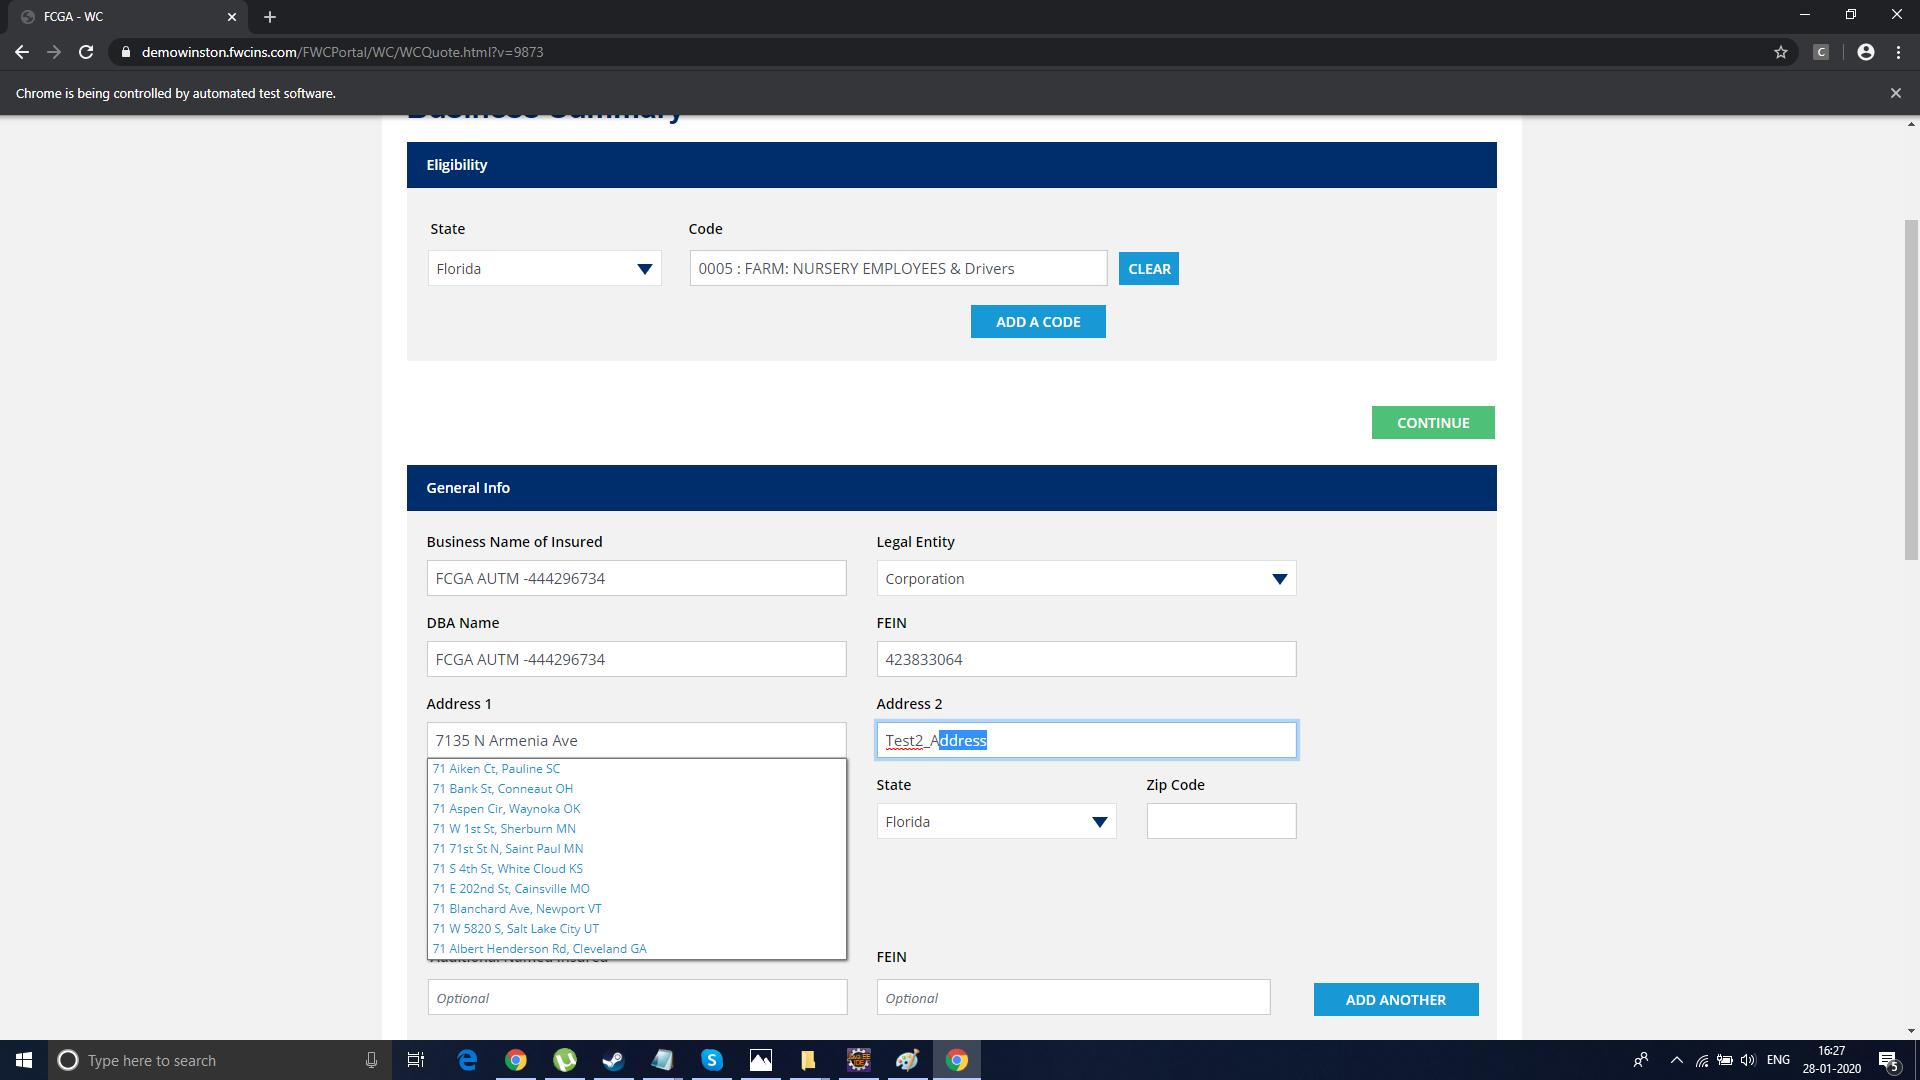 FCGA - WC
demowinston.fwcins.com/FWCPortal/WC/WCQuote.html?v=9873
C
Chrome is being controlled by automated test software.
Business Summary
Eligibility
State
Code
Florida
0005 : FARM: NURSERY EMPLOYEES & Drivers
CLEAR
ADD A CODE
CONTINUE
General Info
Business Name of Insured
Legal Entity
FCGA AUTM -444296734
Corporation
DBA Name
FEIN
FCGA AUTM -444296734
423833064
Address 1
Address 2
7135 N Armenia Ave
Test2_Address
71 Aiken Ct, Pauline SC
71 Bank St, Conneaut OH
71 Aspen Cir, Waynoka OK
71 W 1st St, Sherburn MN
71 71st St N, Saint Paul MN
71 S 4th St, White Cloud KS
71 E 202nd St, Cainsville MO
71 Blanchard Ave, Newport VT
71 W 5820 S, Salt Lake City UT
71 Albert Henderson Rd, Cleveland GA
State
Zip Code
Florida
Additional Named Insured
FEIN
Optional
Optional
ADD ANOTHER
Type here to search
ENG
16:27
28-01-2020
5